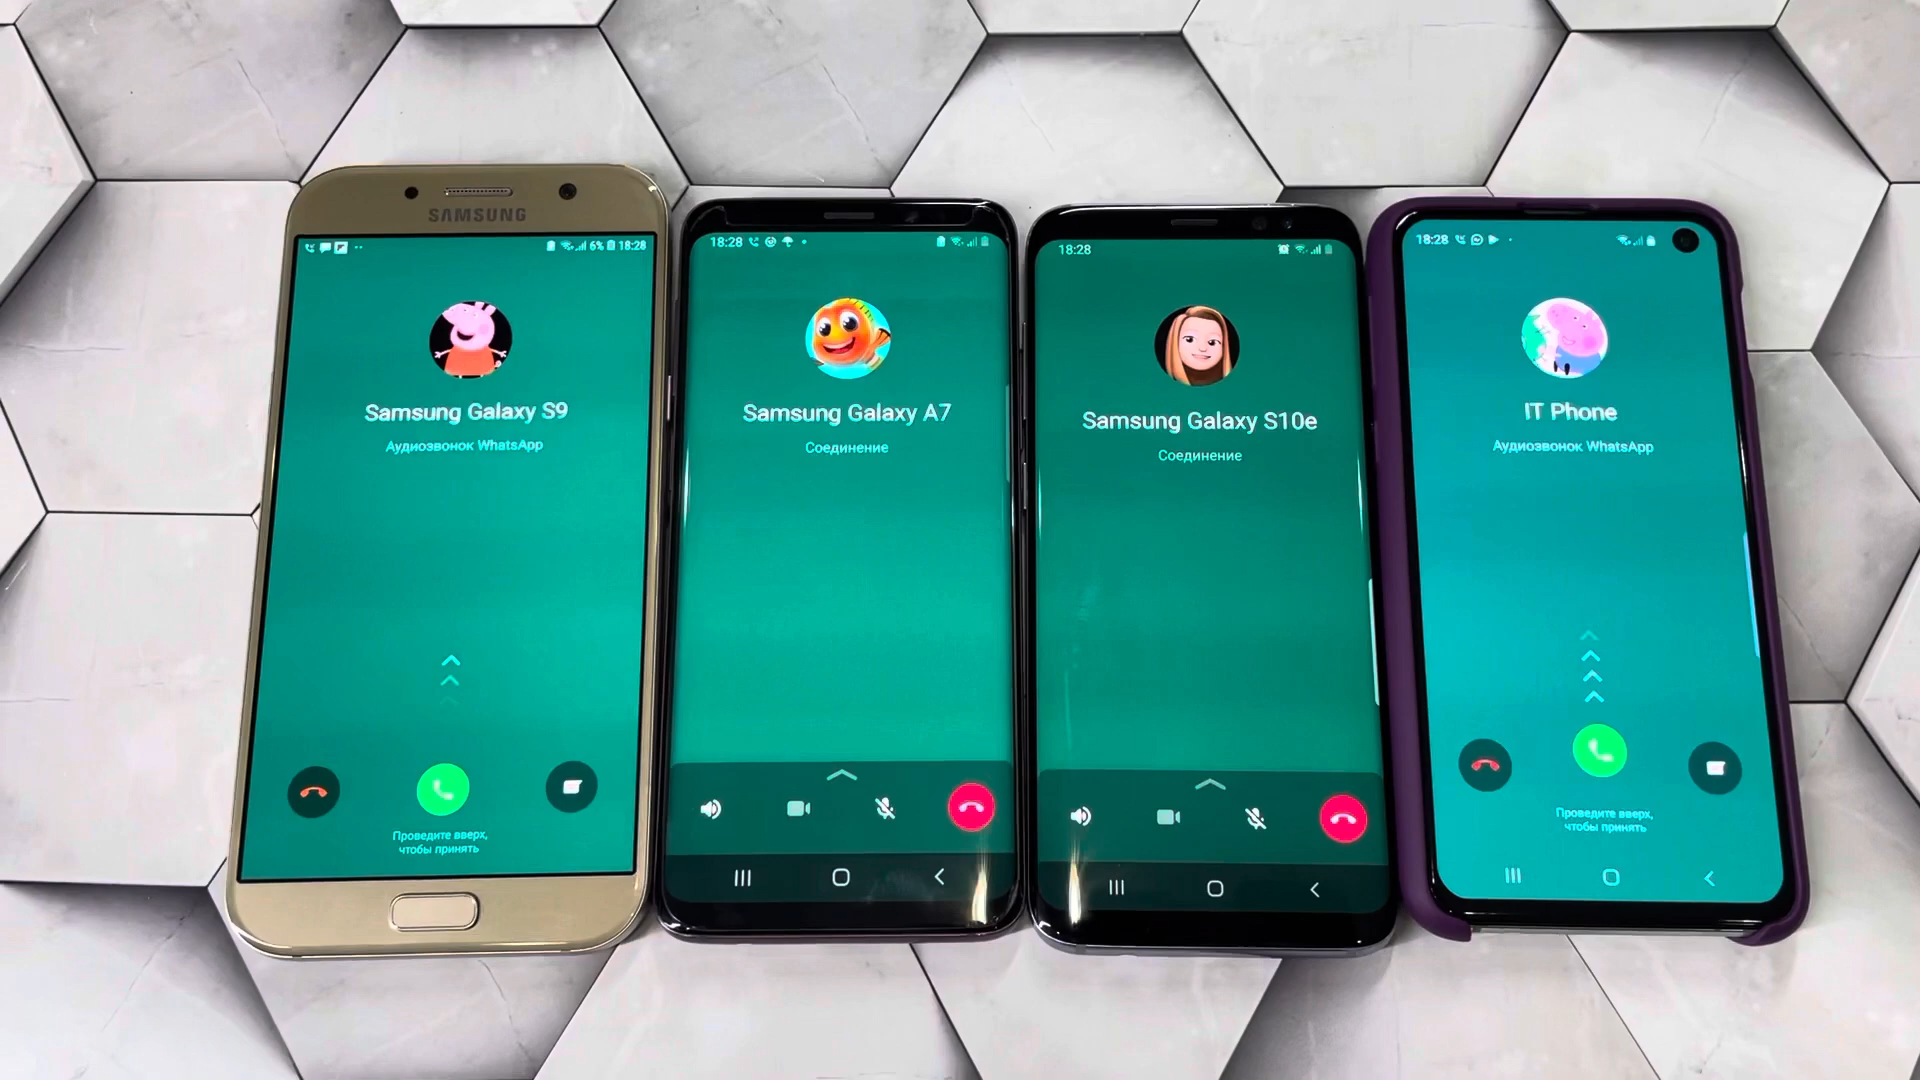 SAMSUNG
6% 18:28
Samsung Galaxy S9
Аудиозвонок WhatsApp
Проведите вверх,
чтобы принять
18:28
Samsung Galaxy A7
Соединение
18:28
Samsung Galaxy S10e
Соединение
18:28
IT Phone
Аудиозвонок WhatsApp
Проведите вверх,
чтобы принять